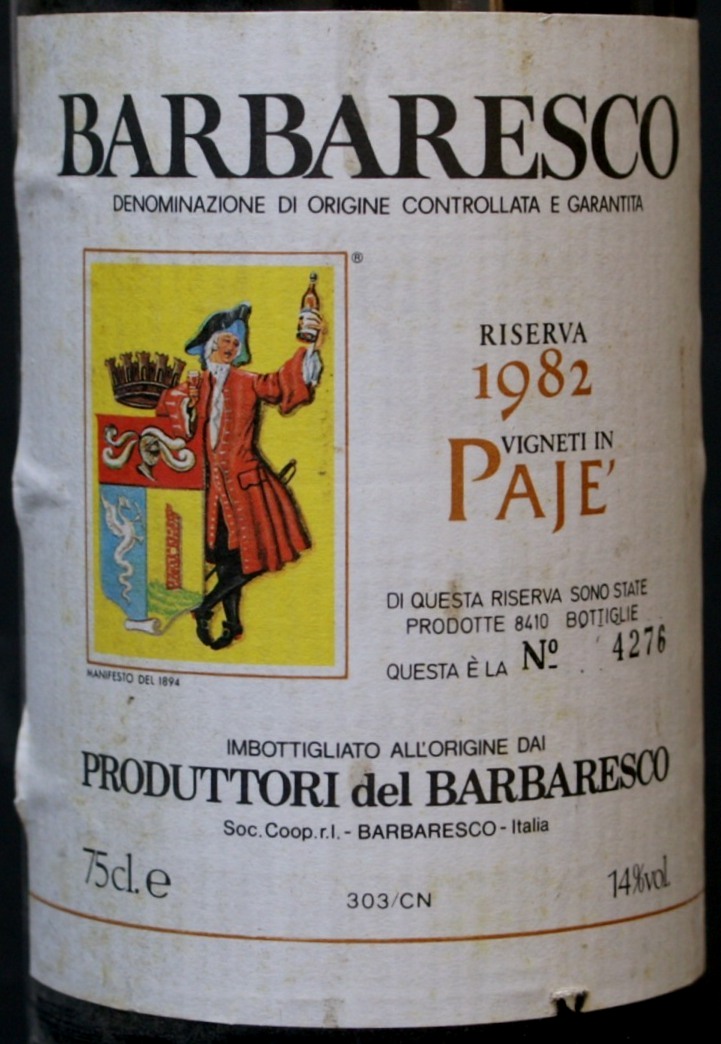 BARBARESCO
DENOMINAZIONE DI ORIGINE CONTROLLATA E GARANTITA
®
RISERVA
1982
VIGNETI IN
PAJE'
DI QUESTA RISERVA SONO STATE
PRODOTTE 8410 BOTTIGLIE
QUESTA È LA Nº 4276
MANIFESTO DEL 1894
IMBOTTIGLIATO ALL'ORIGINE DAI
PRODUTTORI del BARBARESCO
Soc. Coop. r.l. - BARBARESCO - Italia
75cl. e
303/CN
14%vol.